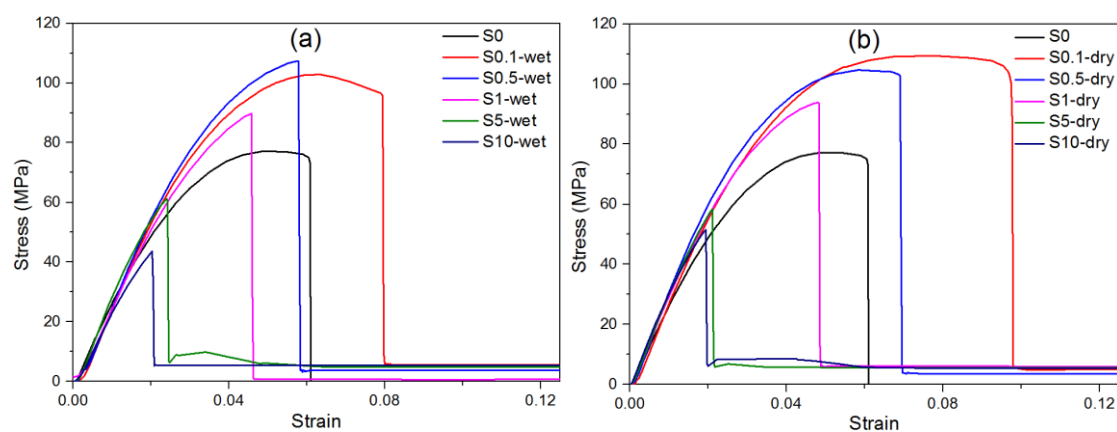 (a)
S0
S0.1-wet
S0.5-wet
S1-wet
S5-wet
S10-wet
120
100
80
60
40
20
0
0.00
0.04
0.08
0.12
Stress (MPa)
Strain
(b)
S0
S0.1-dry
S0.5-dry
S1-dry
S5-dry
S10-dry
120
100
80
60
40
20
0
0.00
0.04
0.08
0.12
Stress (MPa)
Strain